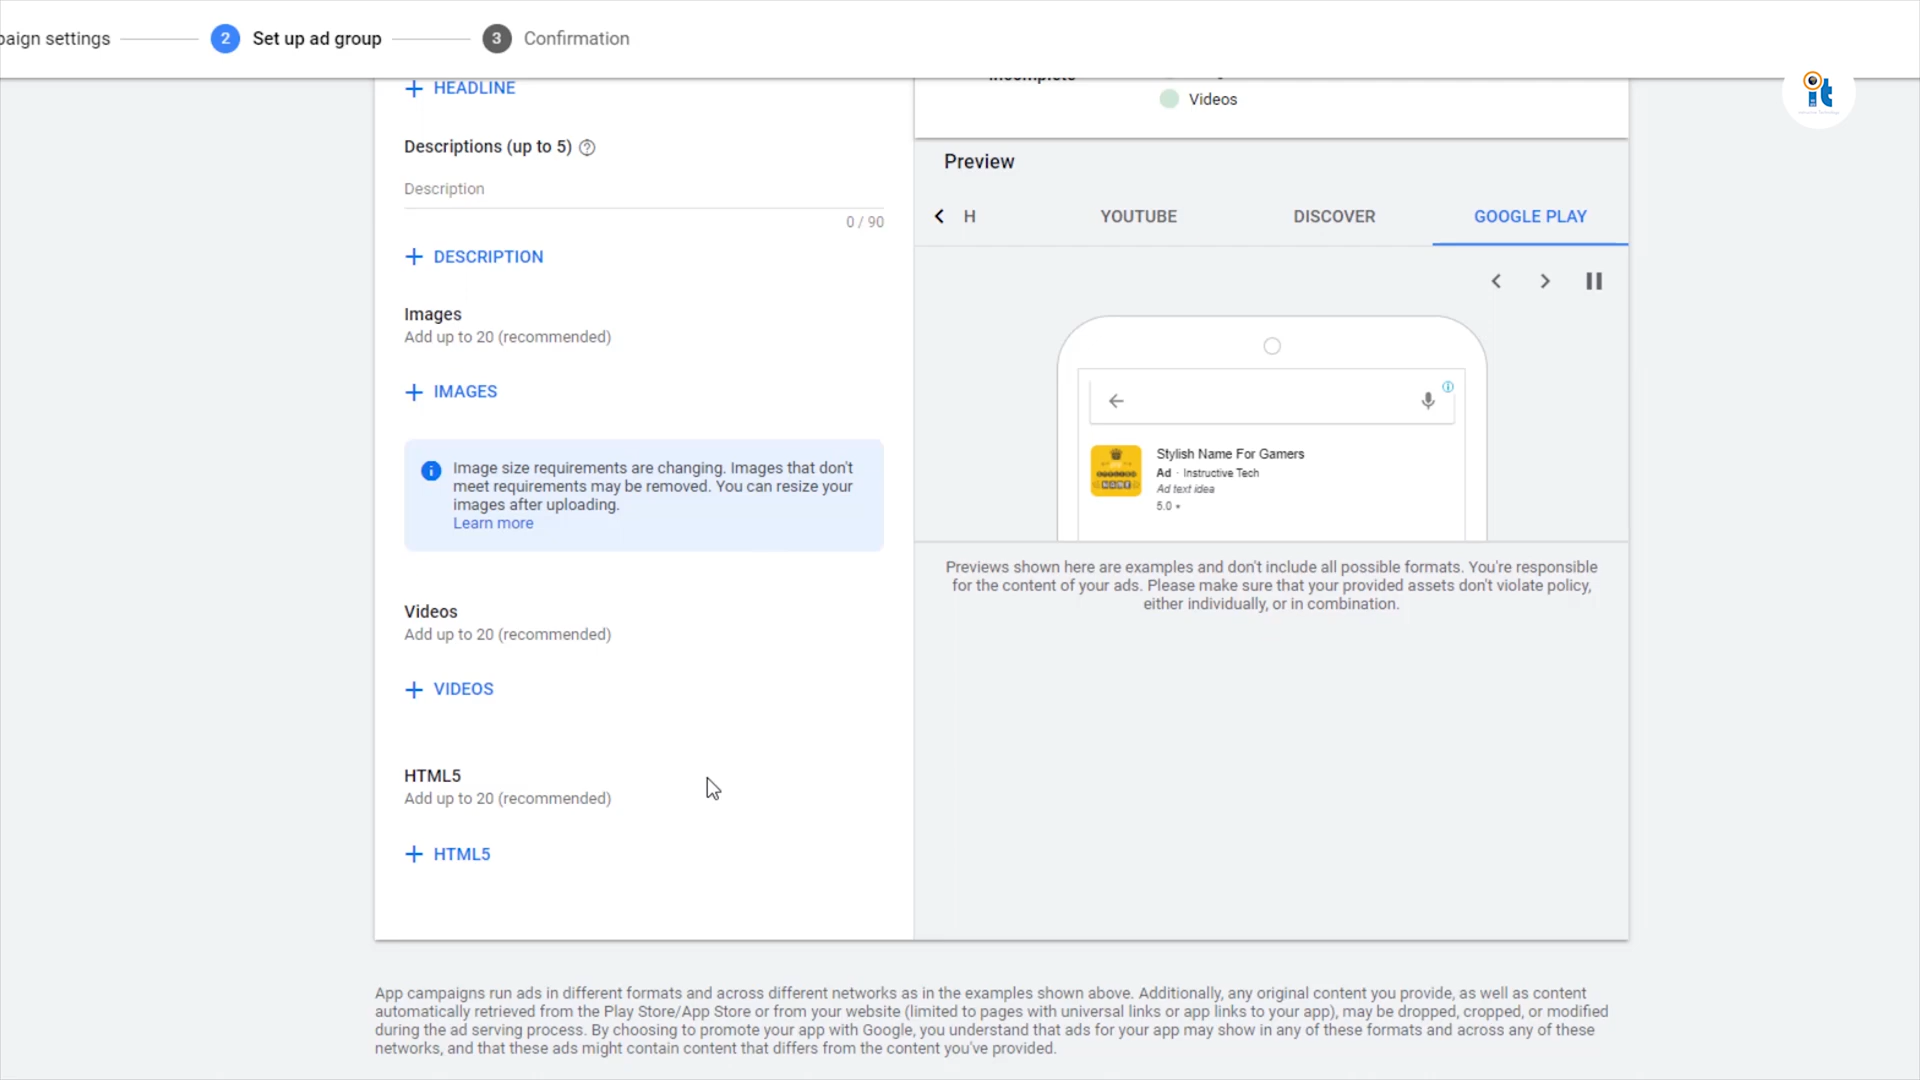 paign settings
2
Set up ad group
3
Confirmation
HEADLINE
Descriptions (up to 5)
Description
0 / 90
DESCRIPTION
Images
Add up to 20 (recommended)
IMAGES
Image size requirements are changing. Images that don't
meet requirements may be removed. You can resize your
images after uploading.
Learn more
Videos
Add up to 20 (recommended)
VIDEOS
HTML5
Add up to 20 (recommended)
HTML5
Incomplete
Videos
Preview
H
YOUTUBE
DISCOVER
GOOGLE PLAY
Stylish Name For Gamers
Ad · Instructive Tech
Ad text idea
5.0
NAME
Previews shown here are examples and don't include all possible formats. You're responsible
for the content of your ads. Please make sure that your provided assets don't violate policy,
either individually, or in combination.
App campaigns run ads in different formats and across different networks as in the examples shown above. Additionally, any original content you provide, as well as content
automatically retrieved from the Play Store/App Store or from your website (limited to pages with universal links or app links to your app), may be dropped, cropped, or modified
during the ad serving process. By choosing to promote your app with Google, you understand that ads for your app may show in any of these formats and across any of these
networks, and that these ads might contain content that differs from the content you've provided.
it